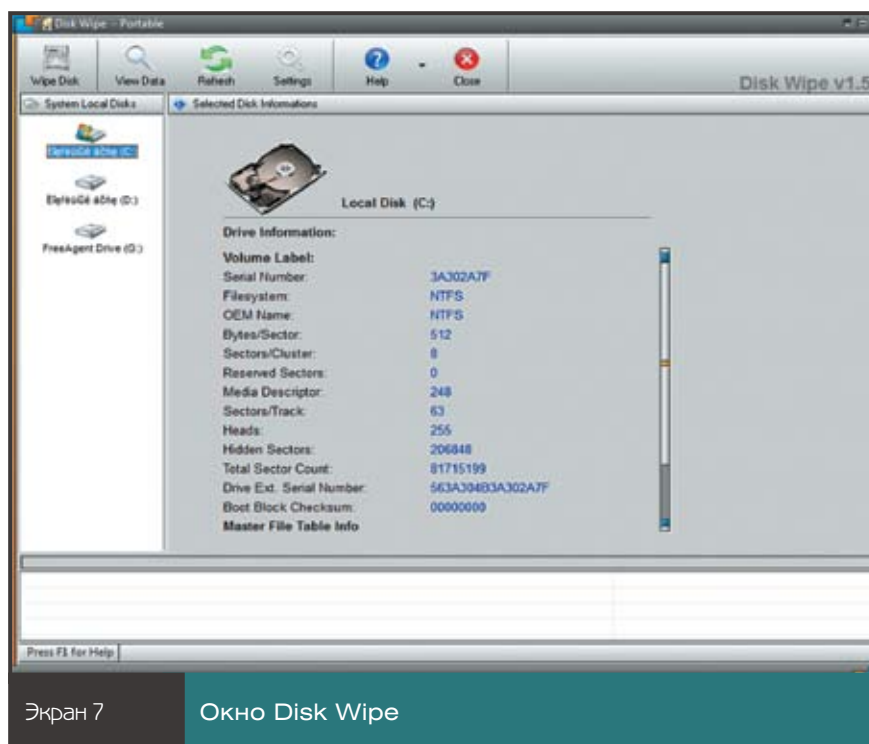 Disk Wipe - Portable
Wipe Disk View Data Refresh Settings Help Close
Disk Wipe v1.5
System Local Disks
Selected Disk Informations
(C:)
(D:)
FreeAgent Drive (G:)
Local Disk (C:)
Drive Information:
Volume Label:
Serial Number: 3A302A7F
Filesystem: NTFS
OEM Name: NTFS
Bytes/Sector: 512
Sectors/Cluster: 8
Reserved Sectors: 0
Media Descriptor: 248
Sectors/Track: 63
Heads: 255
Hidden Sectors: 206848
Total Sector Count: 81715199
Drive Ext. Serial Number: 563A304B3A302A7F
Boot Block Checksum: 00000000
Master File Table Info
Press F1 for Help
Экран 7
Окно Disk Wipe